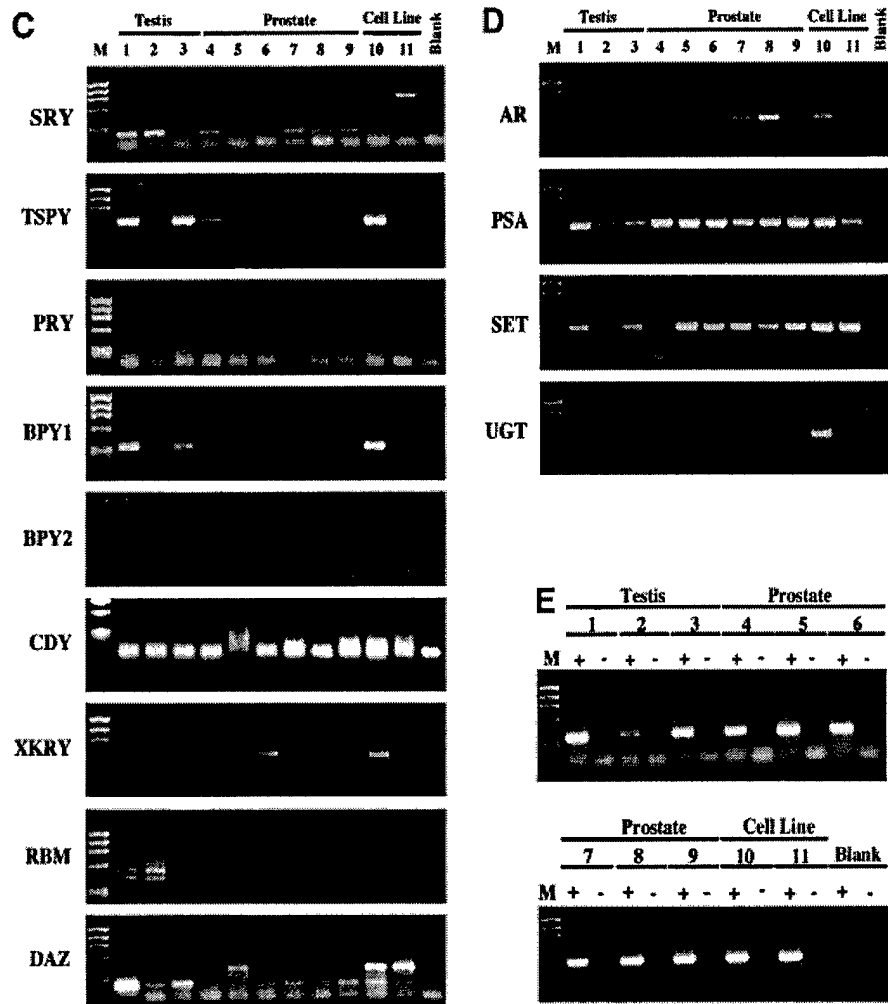 C
Testis Prostate Cell Line Blank
M 1 2 3 4 5 6 7 8 9 10 11
SRY
TSPY
PRY
BPY1
BPY2
CDY
XKRY
RBM
DAZ
D
Testis Prostate Cell Line Blank
M 1 2 3 4 5 6 7 8 9 10 11
AR
PSA
SET
UGT
E
Testis Prostate
1 2 3 4 5 6
M + - + - + - + - + - + -
Prostate Cell Line
7 8 9 10 11 Blank
M + - + - + - + - + - + -